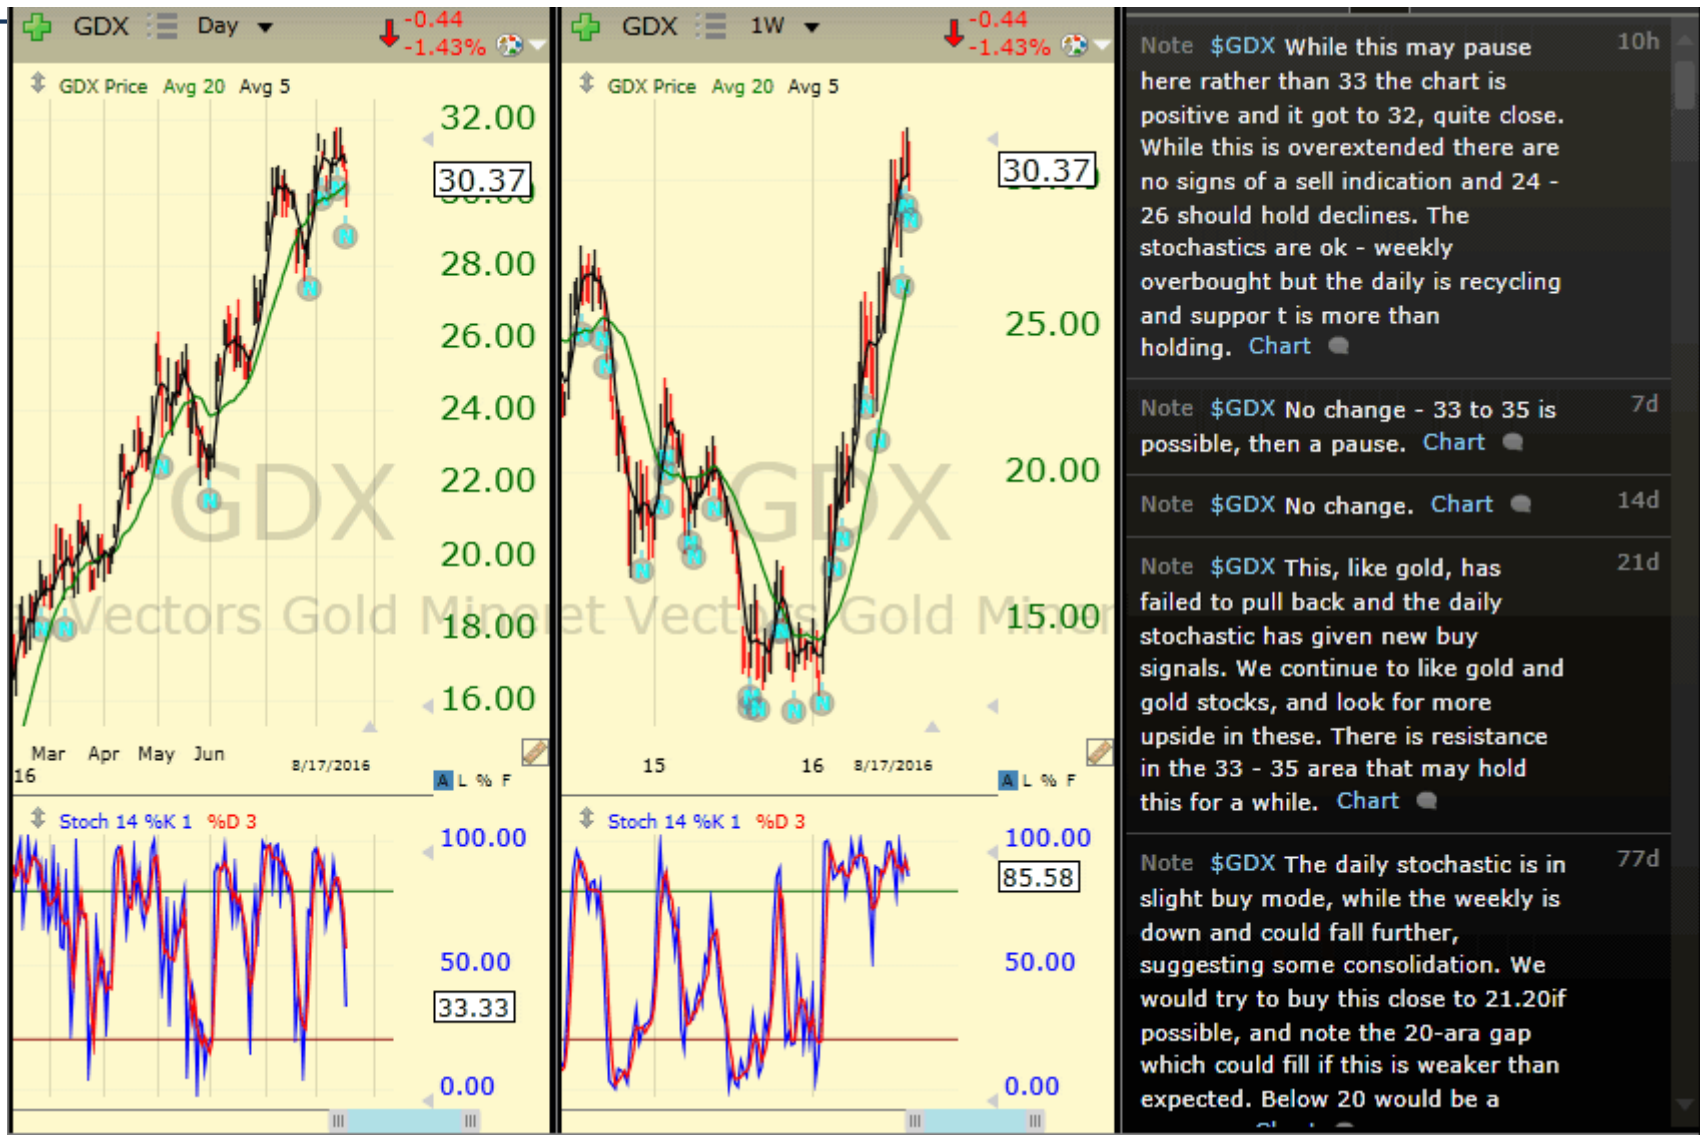 GDX Day -0.44
-1.43%
GDX Price Avg 20 Avg 5
32.00
30.37
28.00
26.00
24.00
22.00
20.00
18.00
16.00
GDX
Vectors Gold Miner
Mar Apr May Jun
16 8/17/2016
A L % F
Stoch 14 %K 1 %D 3
100.00
50.00
33.33
0.00
GDX 1W -0.44
-1.43%
GDX Price Avg 20 Avg 5
30.37
25.00
20.00
15.00
GDX
et Vectors Gold Miner
15 16 8/17/2016
A L % F
Stoch 14 %K 1 %D 3
100.00
85.58
50.00
0.00
Note $GDX While this may pause 10h
here rather than 33 the chart is
positive and it got to 32, quite close.
While this is overextended there are
no signs of a sell indication and 24 -
26 should hold declines. The
stochastics are ok - weekly
overbought but the daily is recycling
and suppor t is more than
holding. Chart
Note $GDX No change - 33 to 35 is 7d
possible, then a pause. Chart
Note $GDX No change. Chart 14d
Note $GDX This, like gold, has 21d
failed to pull back and the daily
stochastic has given new buy
signals. We continue to like gold and
gold stocks, and look for more
upside in these. There is resistance
in the 33 - 35 area that may hold
this for a while. Chart
Note $GDX The daily stochastic is in 77d
slight buy mode, while the weekly is
down and could fall further,
suggesting some consolidation. We
would try to buy this close to 21.20if
possible, and note the 20-ara gap
which could fill if this is weaker than
expected. Below 20 would be a